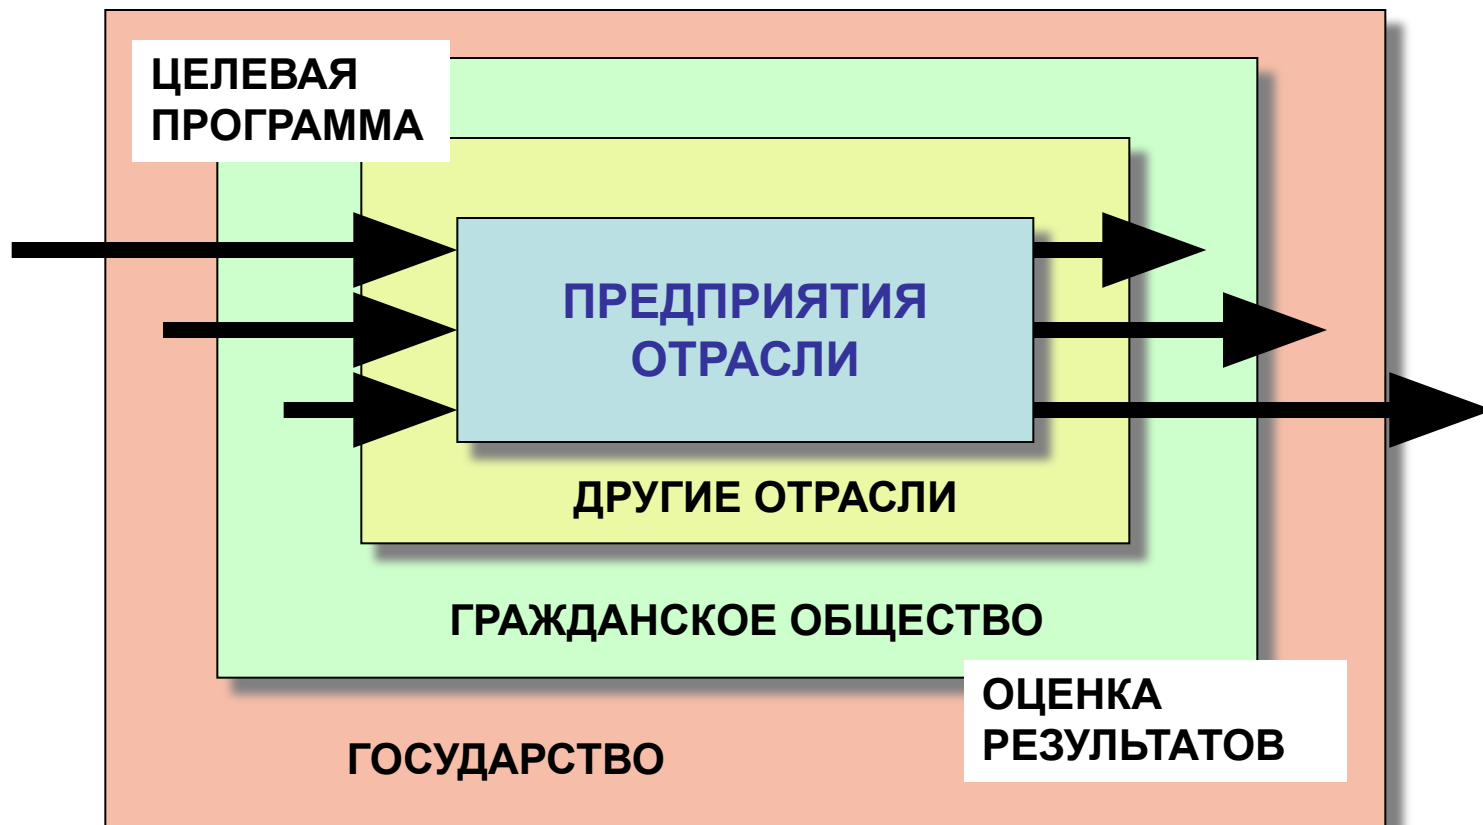 ЦЕЛЕВАЯ
ПРОГРАММА
ПРЕДПРИЯТИЯ
ОТРАСЛИ
ДРУГИЕ ОТРАСЛИ
ГРАЖДАНСКОЕ ОБЩЕСТВО
ОЦЕНКА
РЕЗУЛЬТАТОВ
ГОСУДАРСТВО